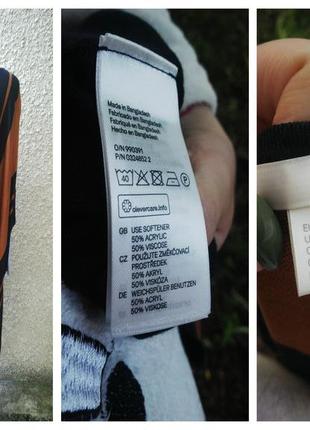 Made in Bangladesh
Fabricado en Bangladesh
Fabriqué en Bangladesh
Hecho en Bangladesh
O/N 990391
P/N 0324852 2
40
clevercare.info
GB
USE SOFTENER
50% ACRYLIC
50% VISCOSE
CZ
POUŽIJTE ZMĚKČOVACÍ
PROSTŘEDEK
50% AKRYL
50% VISKÓZA
DE
WEICHSPÜLER BENUTZEN
50% ACRYL
50% VISKOSE